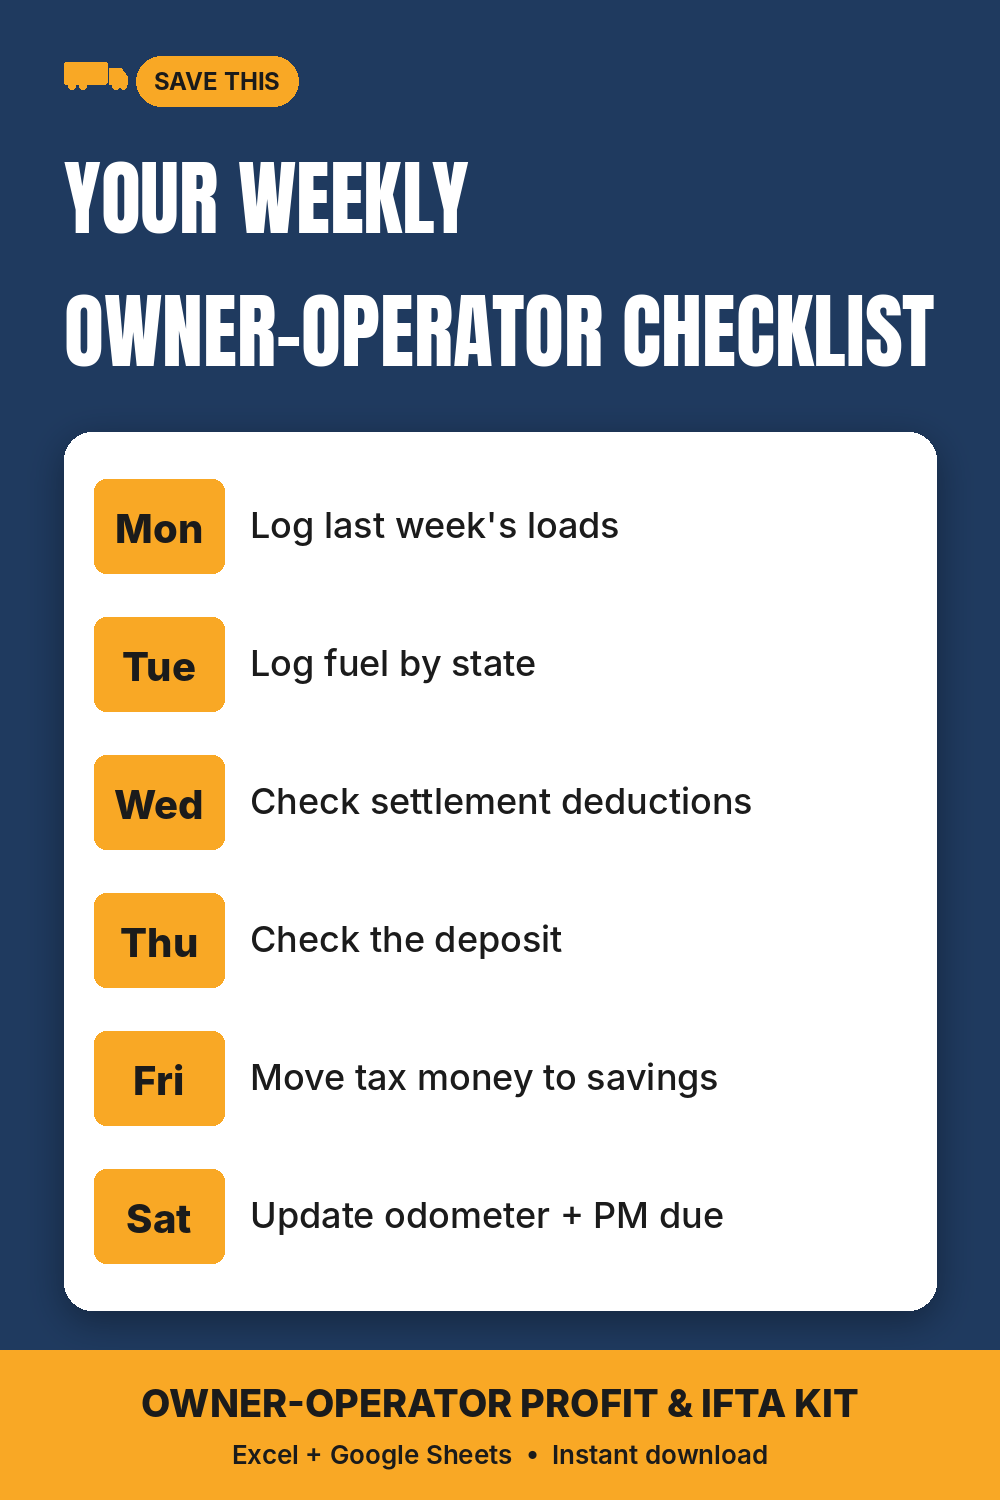 SAVE THIS
YOUR WEEKLY
OWNER-OPERATOR CHECKLIST
Mon Log last week's loads
Tue Log fuel by state
Wed Check settlement deductions
Thu Check the deposit
Fri Move tax money to savings
Sat Update odometer + PM due
OWNER-OPERATOR PROFIT & IFTA KIT
Excel + Google Sheets • Instant download